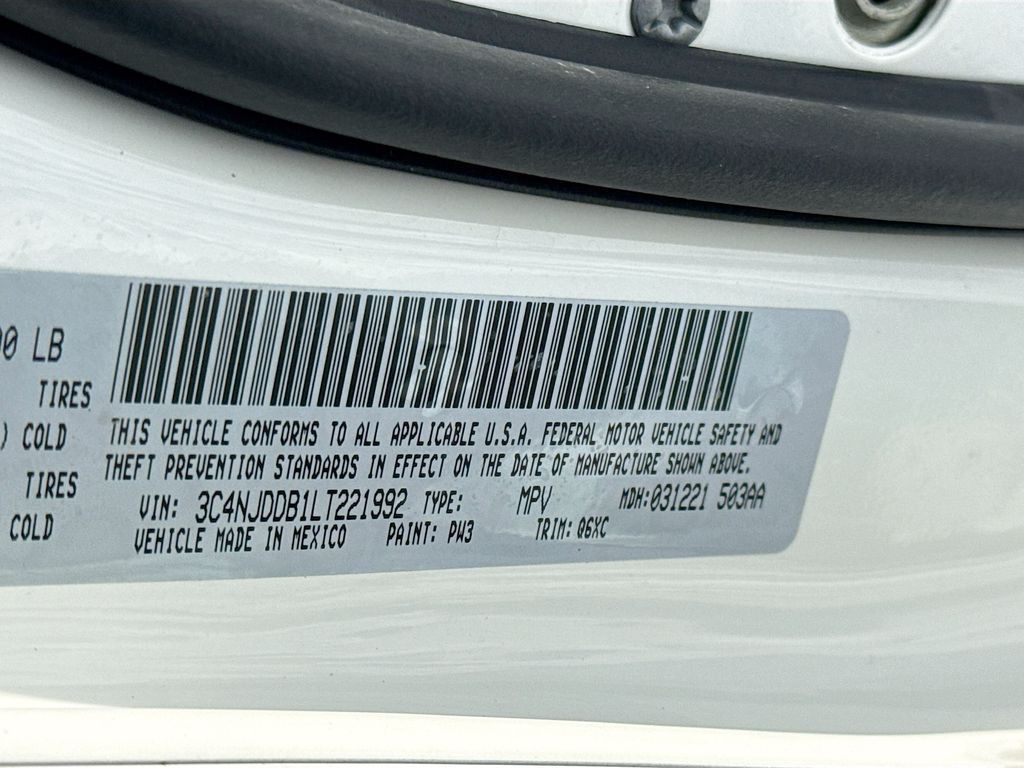 00 LB
TIRES
) COLD
TIRES
COLD
THIS VEHICLE CONFORMS TO ALL APPLICABLE U.S.A. FEDERAL MOTOR VEHICLE SAFETY AND
THEFT PREVENTION STANDARDS IN EFFECT ON THE DATE OF MANUFACTURE SHOWN ABOVE.
VIN: 3C4NJDDB1LT221992 TYPE: MPV MDH:031221 503AA
VEHICLE MADE IN MEXICO PAINT: PW3 TRIM: Q6XC